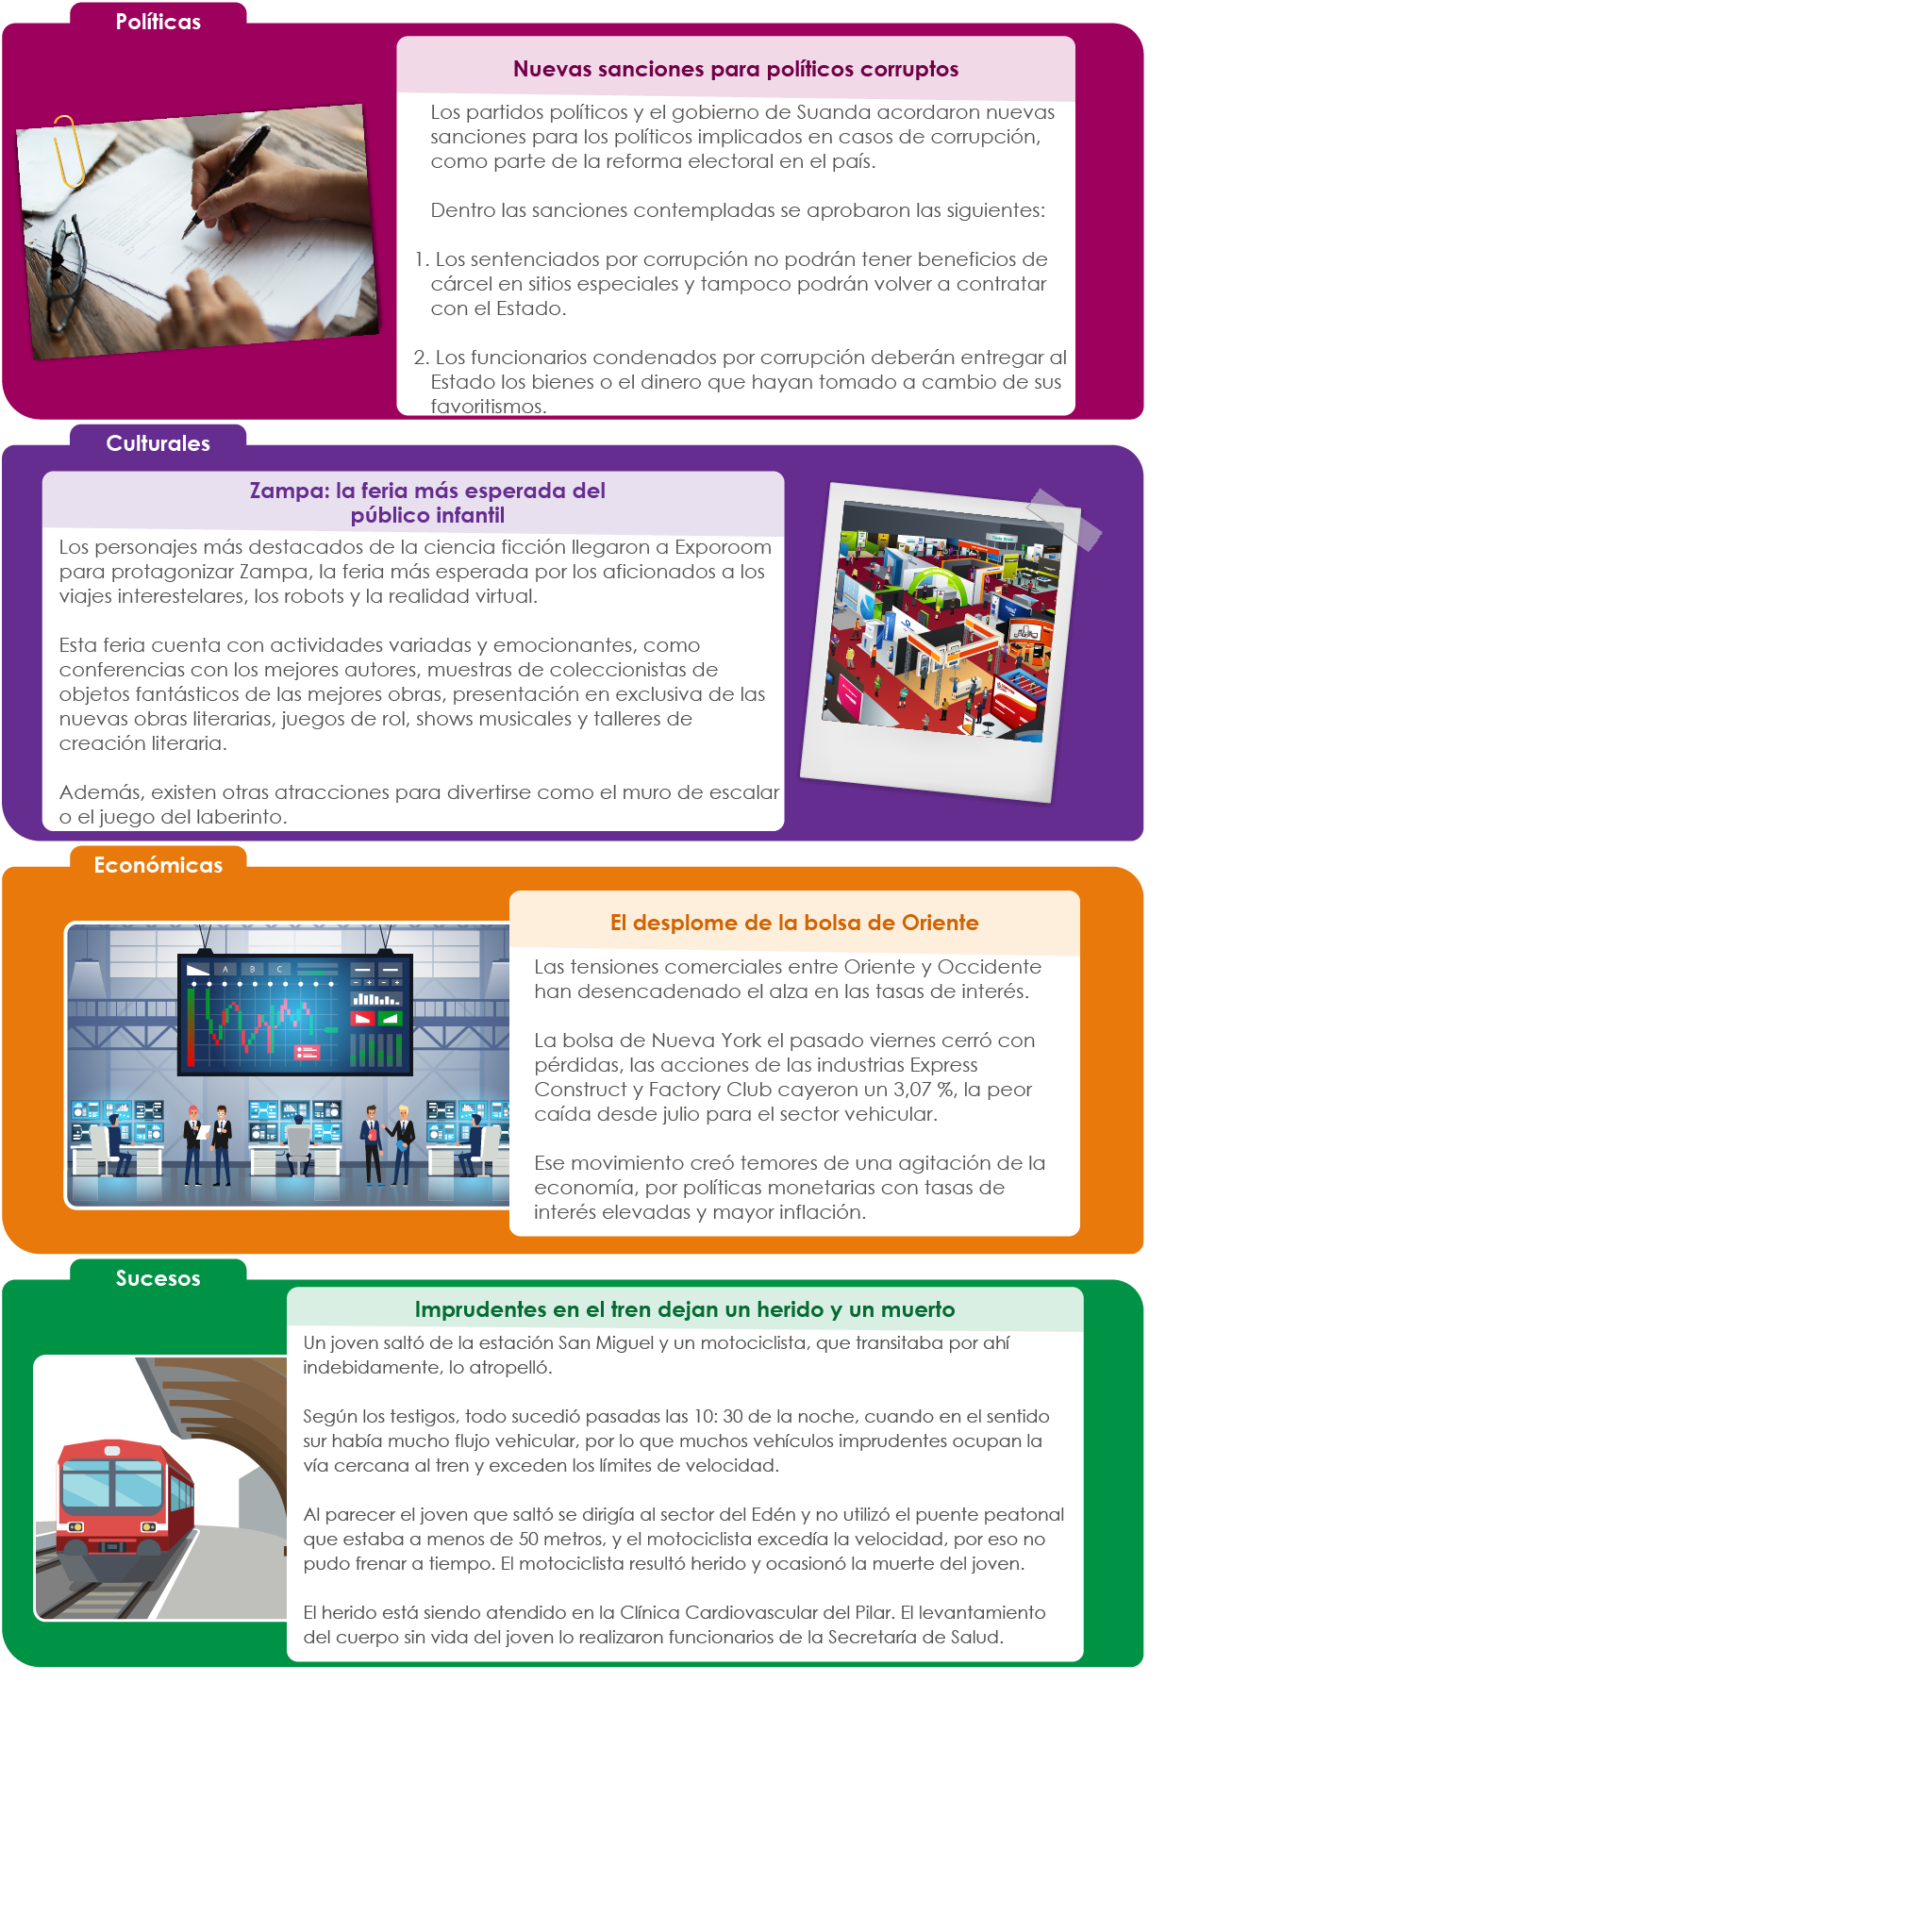 Políticas
Nuevas sanciones para políticos corruptos
Los partidos políticos y el gobierno de Suanda acordaron nuevas
sanciones para los políticos implicados en casos de corrupción,
como parte de la reforma electoral en el país.
Dentro las sanciones contempladas se aprobaron las siguientes:
1. Los sentenciados por corrupción no podrán tener beneficios de
cárcel en sitios especiales y tampoco podrán volver a contratar
con el Estado.
2. Los funcionarios condenados por corrupción deberán entregar al
Estado los bienes o el dinero que hayan tomado a cambio de sus
favoritismos.
Culturales
Zampa: la feria más esperada del
público infantil
Los personajes más destacados de la ciencia ficción llegaron a Exporoom
para protagonizar Zampa, la feria más esperada por los aficionados a los
viajes interestelares, los robots y la realidad virtual.
Esta feria cuenta con actividades variadas y emocionantes, como
conferencias con los mejores autores, muestras de coleccionistas de
objetos fantásticos de las mejores obras, presentación en exclusiva de las
nuevas obras literarias, juegos de rol, shows musicales y talleres de
creación literaria.
Además, existen otras atracciones para divertirse como el muro de escalar
o el juego del laberinto.
Económicas
A B C
El desplome de la bolsa de Oriente
Las tensiones comerciales entre Oriente y Occidente
han desencadenado el alza en las tasas de interés.
La bolsa de Nueva York el pasado viernes cerró con
pérdidas, las acciones de las industrias Express
Construct y Factory Club cayeron un 3,07 %, la peor
caída desde julio para el sector vehicular.
Ese movimiento creó temores de una agitación de la
economía, por políticas monetarias con tasas de
interés elevadas y mayor inflación.
Sucesos
Imprudentes en el tren dejan un herido y un muerto
Un joven saltó de la estación San Miguel y un motociclista, que transitaba por ahí
indebidamente, lo atropelló.
Según los testigos, todo sucedió pasadas las 10: 30 de la noche, cuando en el sentido
sur había mucho flujo vehicular, por lo que muchos vehículos imprudentes ocupan la
vía cercana al tren y exceden los límites de velocidad.
Al parecer el joven que saltó se dirigía al sector del Edén y no utilizó el puente peatonal
que estaba a menos de 50 metros, y el motociclista excedía la velocidad, por eso no
pudo frenar a tiempo. El motociclista resultó herido y ocasionó la muerte del joven.
El herido está siendo atendido en la Clínica Cardiovascular del Pilar. El levantamiento
del cuerpo sin vida del joven lo realizaron funcionarios de la Secretaría de Salud.